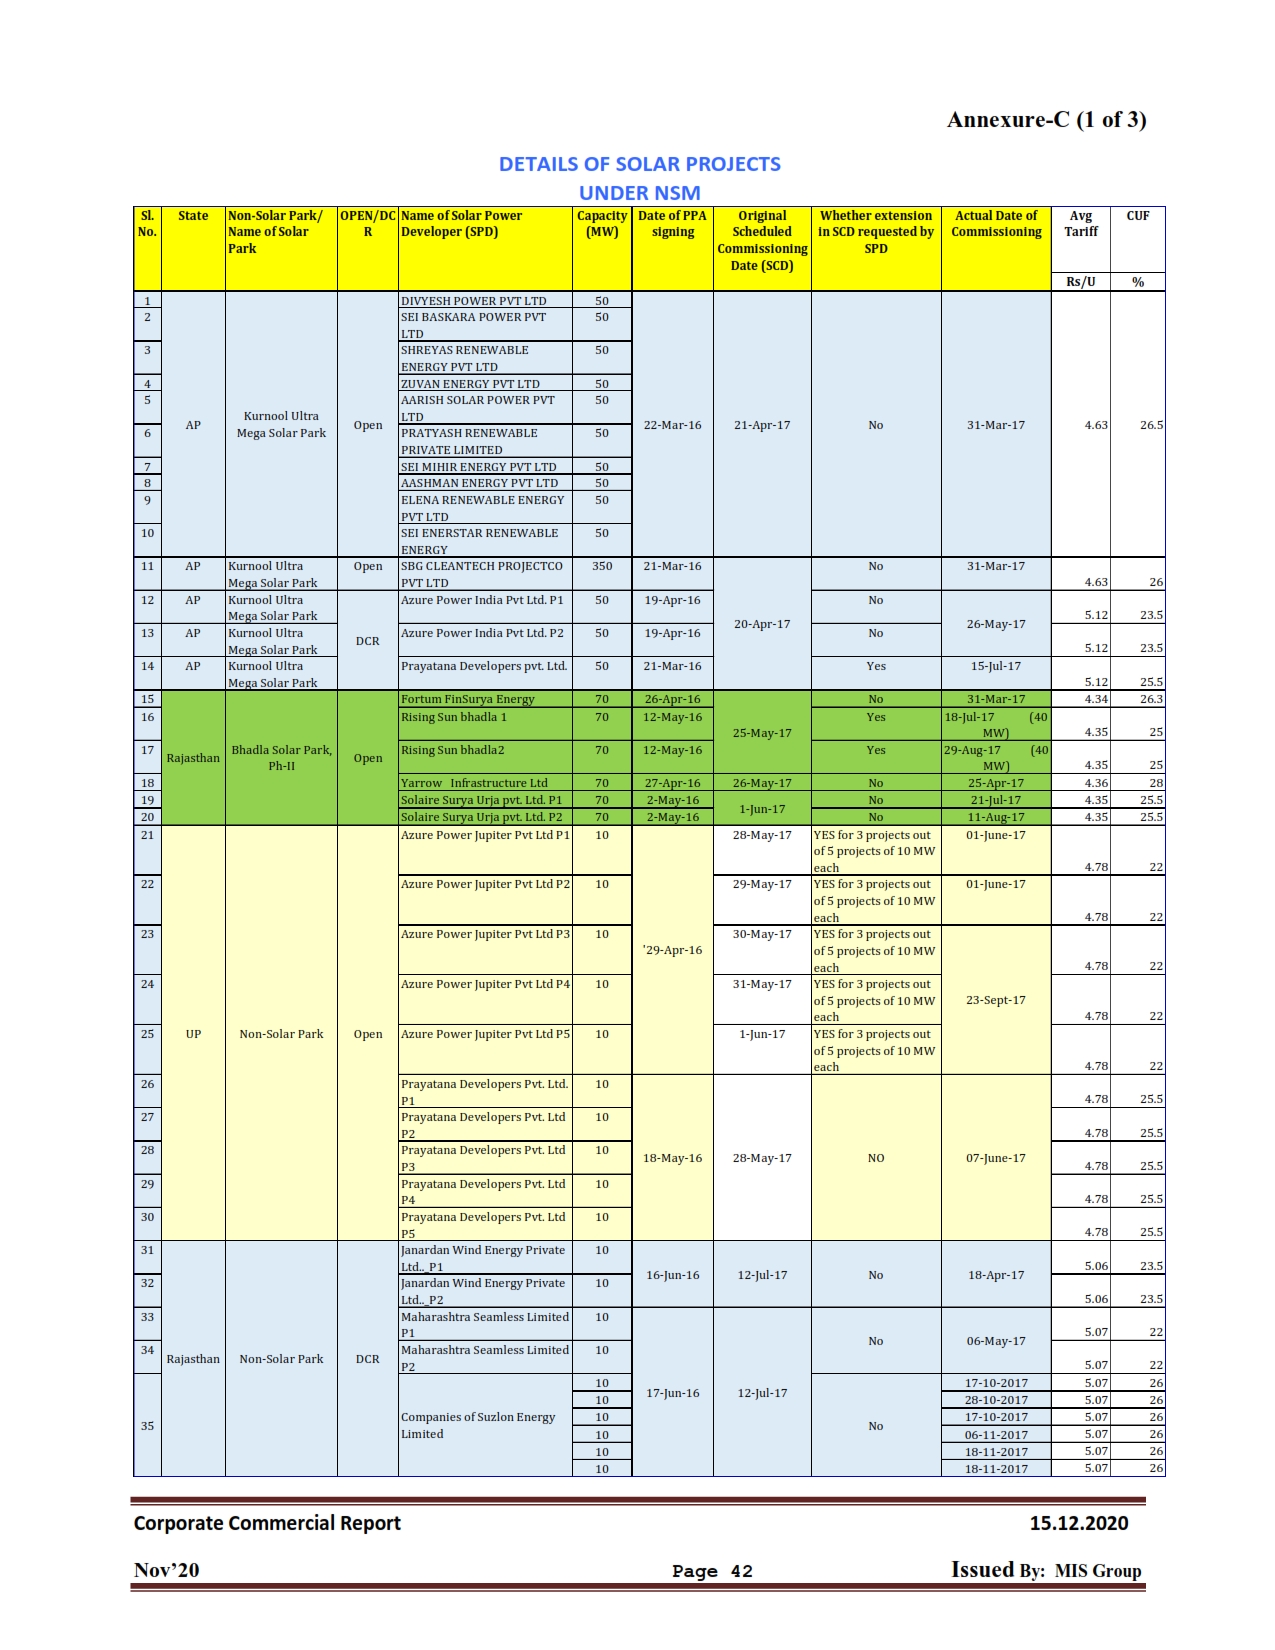 Annexure-C (1 of 3)
DETAILS OF SOLAR PROJECTS
UNDER NSM
Sl. No. State Non-Solar Park/ Name of Solar Park OPEN/DCR Name of Solar Power Developer (SPD) Capacity (MW) Date of PPA signing Original Scheduled Commissioning Date (SCD) Whether extension in SCD requested by SPD Actual Date of Commissioning Avg Tariff CUF
Rs/U %
1 DIVYESH POWER PVT LTD 50
2 SEI BASKARA POWER PVT LTD 50
3 SHREYAS RENEWABLE ENERGY PVT LTD 50
4 ZUVAN ENERGY PVT LTD 50
5 AARISH SOLAR POWER PVT LTD 50
AP Kurnool Ultra Mega Solar Park Open 22-Mar-16 21-Apr-17 No 31-Mar-17 4.63 26.5
6 PRATYASH RENEWABLE PRIVATE LIMITED 50
7 SEI MIHIR ENERGY PVT LTD 50
8 AASHMAN ENERGY PVT LTD 50
9 ELENA RENEWABLE ENERGY PVT LTD 50
10 SEI ENERSTAR RENEWABLE ENERGY 50
11 AP Kurnool Ultra Mega Solar Park Open SBG CLEANTECH PROJECTCO PVT LTD 350 21-Mar-16 No 31-Mar-17 4.63 26
12 AP Kurnool Ultra Mega Solar Park Azure Power India Pvt Ltd. P1 50 19-Apr-16 No 5.12 23.5
20-Apr-17 26-May-17
13 AP Kurnool Ultra Mega Solar Park DCR Azure Power India Pvt Ltd. P2 50 19-Apr-16 No 5.12 23.5
14 AP Kurnool Ultra Mega Solar Park Prayatana Developers pvt. Ltd. 50 21-Mar-16 Yes 15-Jul-17 5.12 25.5
15 Fortum FinSurya Energy 70 26-Apr-16 No 31-Mar-17 4.34 26.3
16 Rising Sun bhadla 1 70 12-May-16 Yes 18-Jul-17 (40 MW) 4.35 25
25-May-17
17 Rising Sun bhadla2 70 12-May-16 Yes 29-Aug-17 (40 MW) 4.35 25
Rajasthan Bhadla Solar Park, Ph-II Open
18 Yarrow Infrastructure Ltd 70 27-Apr-16 26-May-17 No 25-Apr-17 4.36 28
19 Solaire Surya Urja pvt. Ltd. P1 70 2-May-16 No 21-Jul-17 4.35 25.5
1-Jun-17
20 Solaire Surya Urja pvt. Ltd. P2 70 2-May-16 No 11-Aug-17 4.35 25.5
21 Azure Power Jupiter Pvt Ltd P1 10 28-May-17 YES for 3 projects out of 5 projects of 10 MW each 01-June-17 4.78 22
22 Azure Power Jupiter Pvt Ltd P2 10 29-May-17 YES for 3 projects out of 5 projects of 10 MW each 01-June-17 4.78 22
23 Azure Power Jupiter Pvt Ltd P3 10 '29-Apr-16 30-May-17 YES for 3 projects out of 5 projects of 10 MW each 4.78 22
24 Azure Power Jupiter Pvt Ltd P4 10 31-May-17 YES for 3 projects out of 5 projects of 10 MW each 23-Sept-17 4.78 22
25 UP Non-Solar Park Open Azure Power Jupiter Pvt Ltd P5 10 1-Jun-17 YES for 3 projects out of 5 projects of 10 MW each 4.78 22
26 Prayatana Developers Pvt. Ltd. P1 10 4.78 25.5
27 Prayatana Developers Pvt. Ltd P2 10 4.78 25.5
28 Prayatana Developers Pvt. Ltd P3 10 18-May-16 28-May-17 NO 07-June-17 4.78 25.5
29 Prayatana Developers Pvt. Ltd P4 10 4.78 25.5
30 Prayatana Developers Pvt. Ltd P5 10 4.78 25.5
31 Janardan Wind Energy Private Ltd.._P1 10 5.06 23.5
16-Jun-16 12-Jul-17 No 18-Apr-17
32 Janardan Wind Energy Private Ltd.._P2 10 5.06 23.5
33 Maharashtra Seamless Limited P1 10 5.07 22
No 06-May-17
34 Maharashtra Seamless Limited P2 10 5.07 22
Rajasthan Non-Solar Park DCR
10 17-10-2017 5.07 26
17-Jun-16 12-Jul-17
10 28-10-2017 5.07 26
10 17-10-2017 5.07 26
35 Companies of Suzlon Energy Limited No
10 06-11-2017 5.07 26
10 18-11-2017 5.07 26
10 18-11-2017 5.07 26
Corporate Commercial Report 15.12.2020
Nov’20 Page 42 Issued By: MIS Group